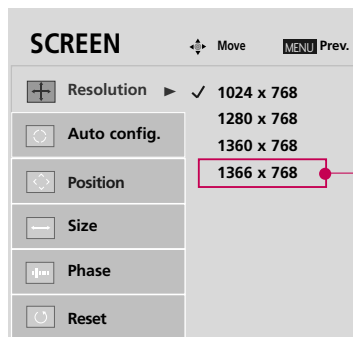 SCREEN Move MENU Prev.
Resolution ► ✓ 1024 x 768
1280 x 768
Auto config.
1360 x 768
Position
1366 x 768
Size
Phase
Reset